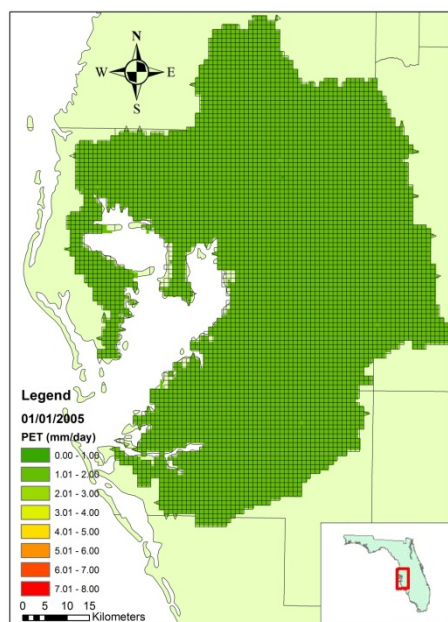 N
W E
S
Legend
01/01/2005
PET (mm/day)
0.00 - 1.00
1.01 - 2.00
2.01 - 3.00
3.01 - 4.00
4.01 - 5.00
5.01 - 6.00
6.01 - 7.00
7.01 - 8.00
0 5 10 15
Kilometers